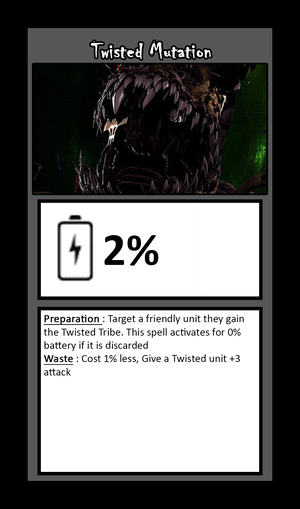 Twisted Mutation
2%
Preparation : Target a friendly unit they gain
the Twisted Tribe. This spell activates for 0%
battery if it is discarded
Waste : Cost 1% less, Give a Twisted unit +3
attack